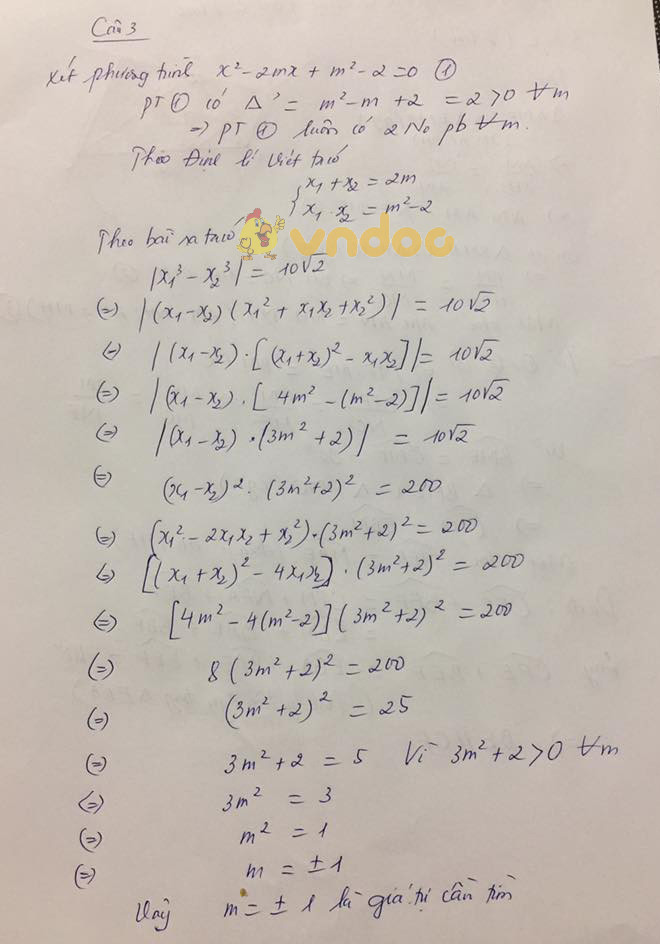 Câu 3
Xét phương trình x² - 2mx + m² - 2 = 0 ①
PT ① có Δ' = m² - m + 2 = 2 > 0 ∀m
=> PT ① luôn có 2 No pb ∀m.
Theo Định lí Viét ta có
{ x₁ + x₂ = 2m
x₁ . x₂ = m² - 2
vndoc
Theo bài ra ta có
|x₁³ - x₂³| = 10√2
(=) |(x₁ - x₂)(x₁² + x₁x₂ + x₂²)| = 10√2
(=) |(x₁ - x₂) . [(x₁ + x₂)² - x₁x₂]| = 10√2
(=) |(x₁ - x₂) . [4m² - (m² - 2)]| = 10√2
(=) |(x₁ - x₂) . (3m² + 2)| = 10√2
(=) (x₁ - x₂)² . (3m² + 2)² = 200
(=) (x₁² - 2x₁x₂ + x₂²) . (3m² + 2)² = 200
(=) [(x₁ + x₂)² - 4x₁x₂] . (3m² + 2)² = 200
(=) [4m² - 4(m² - 2)] (3m² + 2)² = 200
(=) 8 (3m² + 2)² = 200
(=) (3m² + 2)² = 25
(=) 3m² + 2 = 5 Vì 3m² + 2 > 0 ∀m
(=) 3m² = 3
(=) m² = 1
(=) m = ±1
Vậy m = ± 1 là giá trị cần tìm